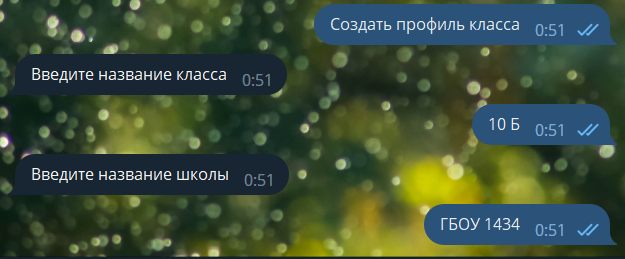 Создать профиль класса 0:51
Введите название класса 0:51
10 Б 0:51
Введите название школы 0:51
ГБОУ 1434 0:51